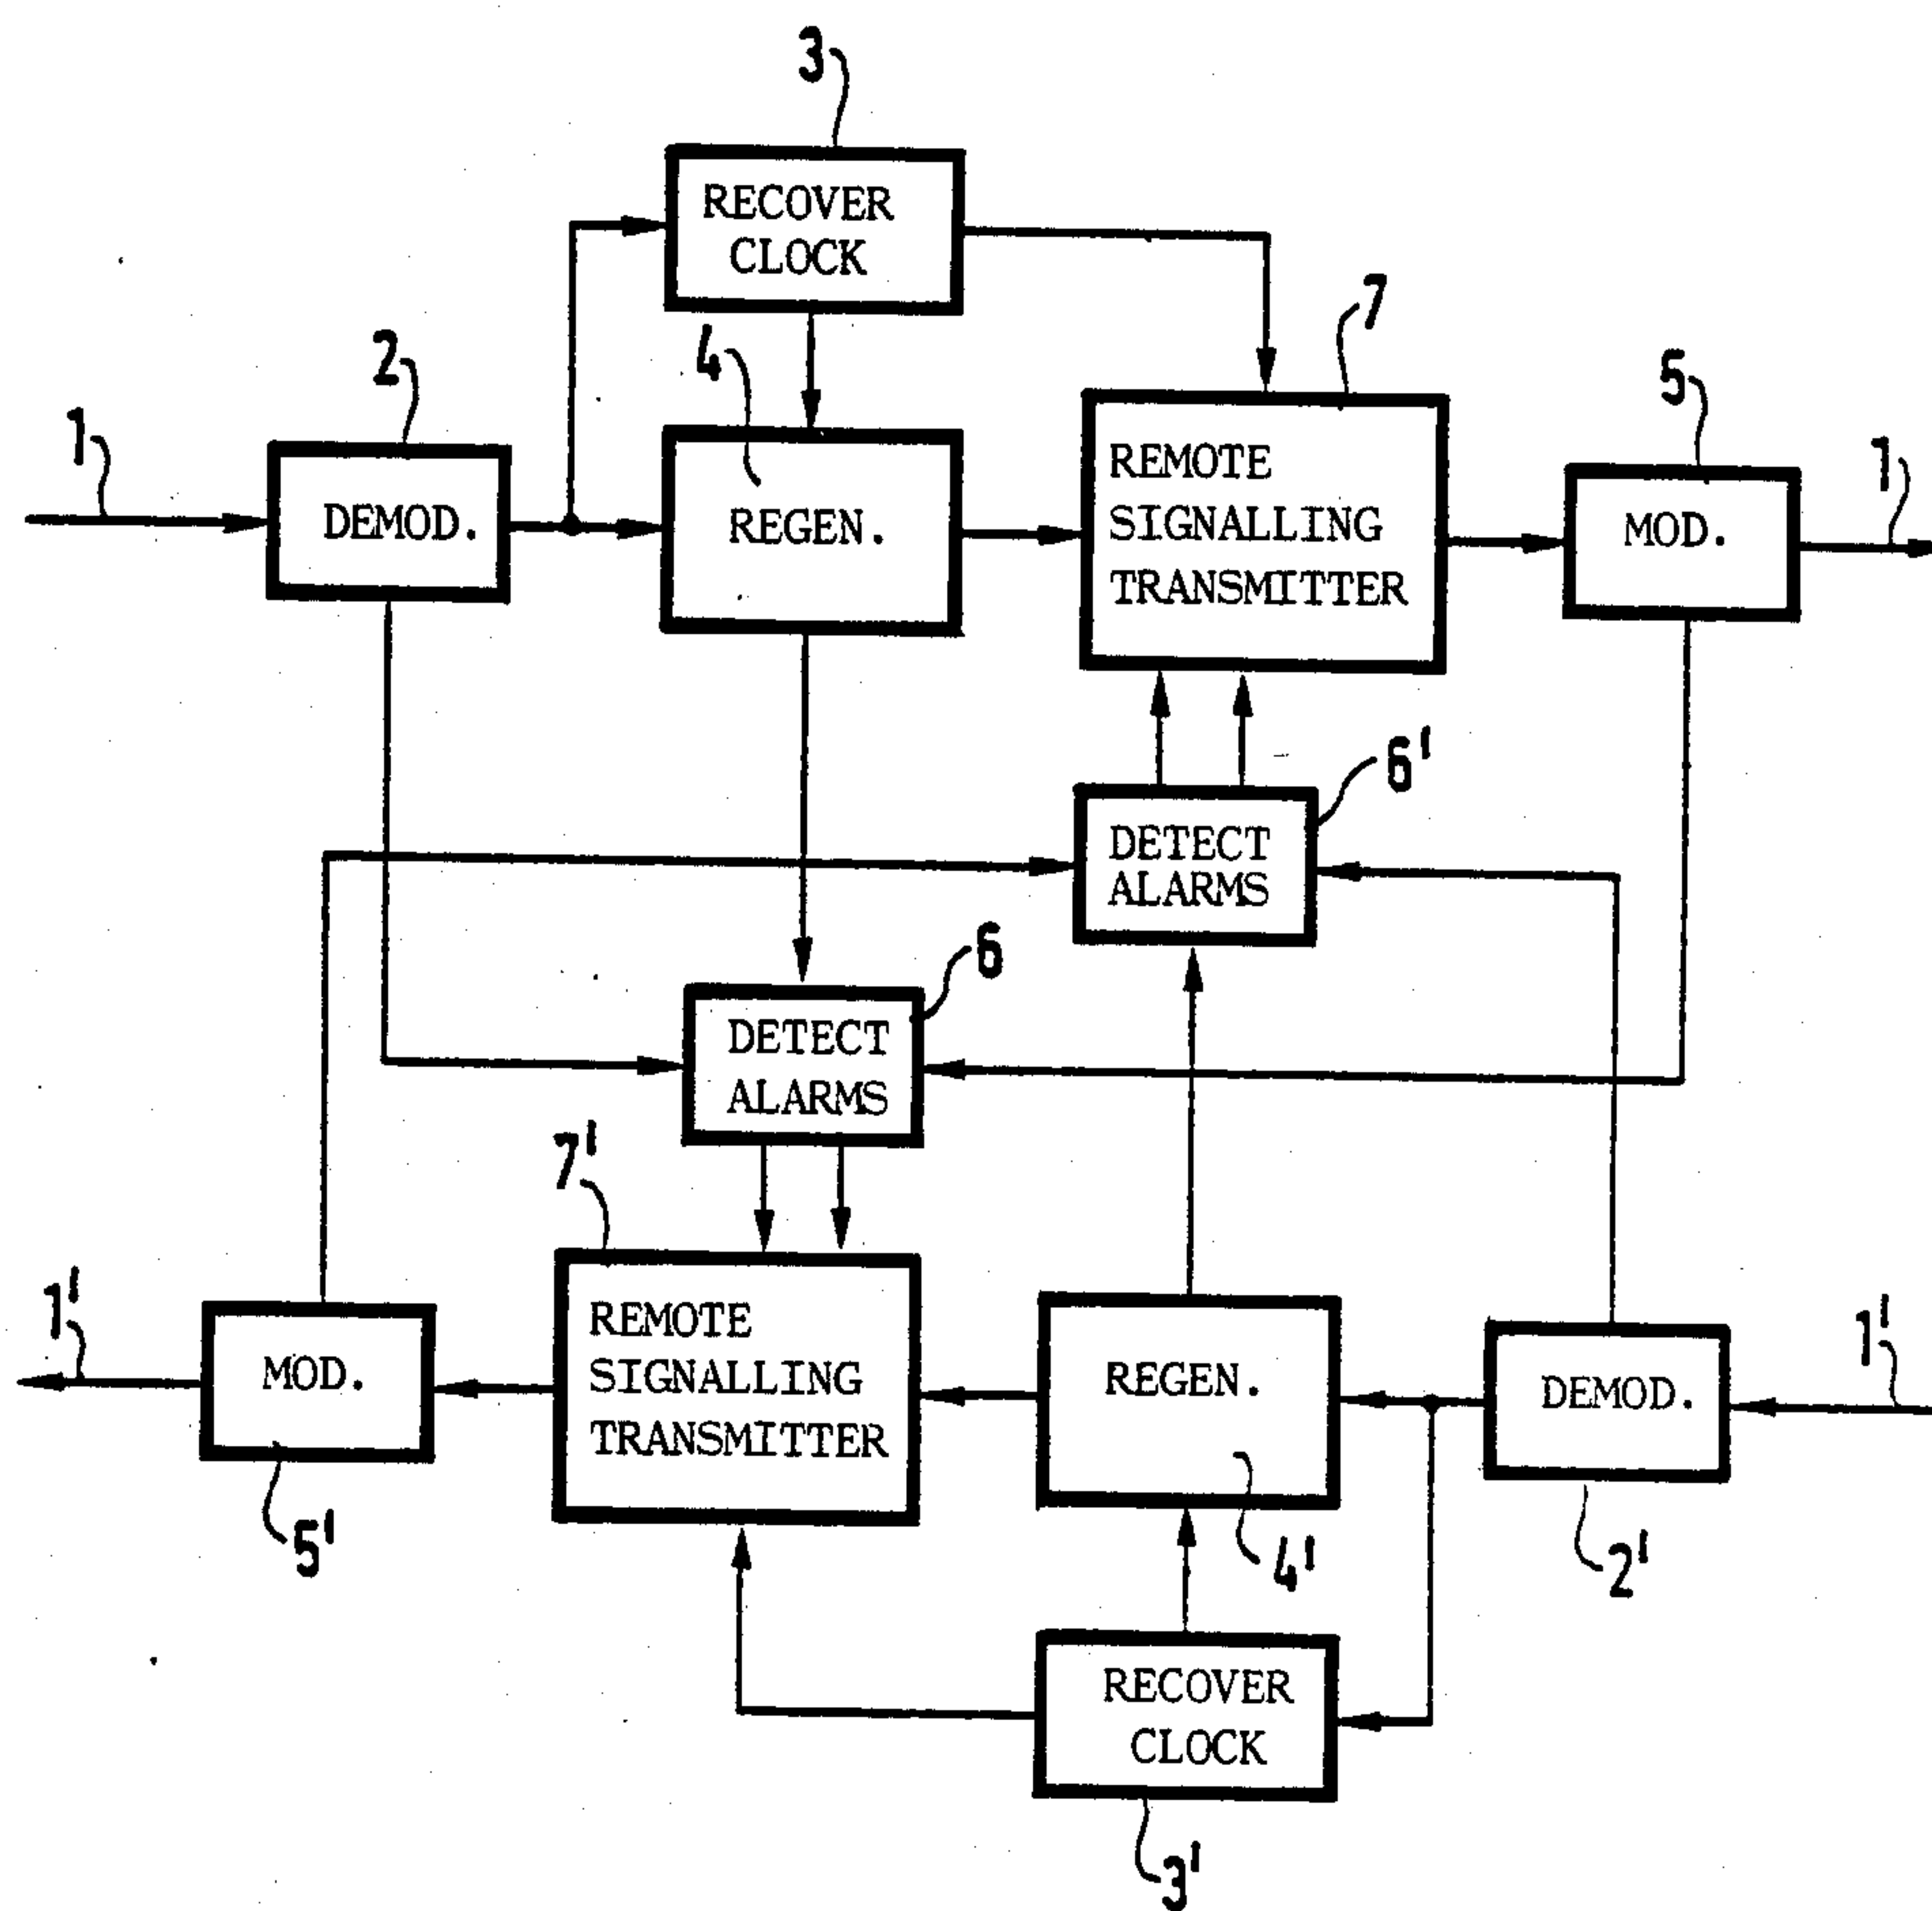 3
RECOVER
CLOCK
7
2
4
5
1
1
DEMOD.
REGEN.
REMOTE
SIGNALLING
TRANSMITTER
MOD.
6'
DETECT
ALARMS
6
DETECT
ALARMS
7'
1'
1'
MOD.
REMOTE
SIGNALLING
TRANSMITTER
REGEN.
DEMOD.
5'
4'
2'
RECOVER
CLOCK
3'